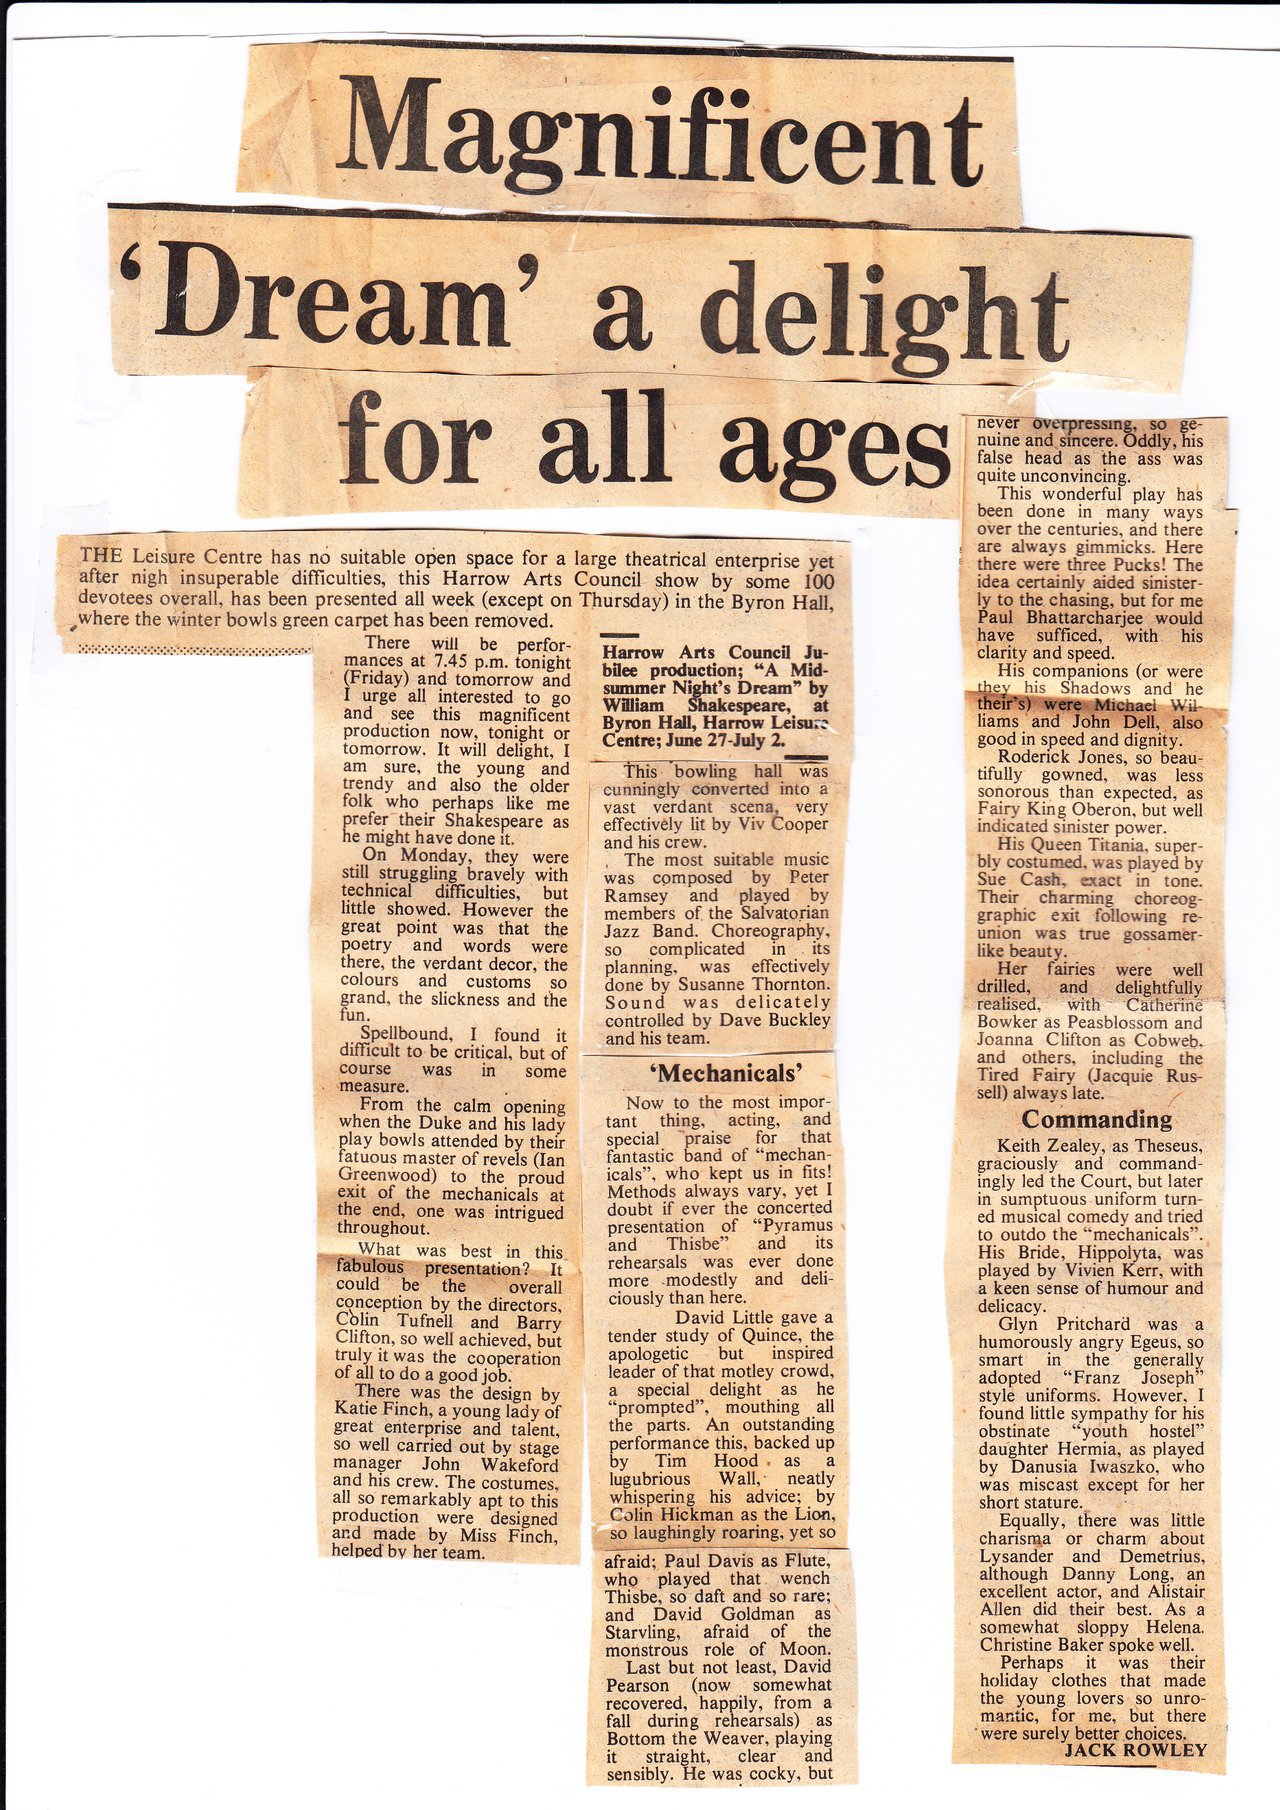 Magnificent
‘Dream’ a delight
for all ages
THE Leisure Centre has no suitable open space for a large theatrical enterprise yet
after nigh insuperable difficulties, this Harrow Arts Council show by some 100
devotees overall, has been presented all week (except on Thursday) in the Byron Hall,
where the winter bowls green carpet has been removed.
There will be perfor-
mances at 7.45 p.m. tonight
(Friday) and tomorrow and
I urge all interested to go
and see this magnificent
production now, tonight or
tomorrow. It will delight, I
am sure, the young and
trendy and also the older
folk who perhaps like me
prefer their Shakespeare as
he might have done it.
On Monday, they were
still struggling bravely with
technical difficulties, but
little showed. However the
great point was that the
poetry and words were
there, the verdant decor, the
colours and customs so
grand, the slickness and the
fun.
Spellbound, I found it
difficult to be critical, but of
course was in some
measure.
From the calm opening
when the Duke and his lady
play bowls attended by their
fatuous master of revels (Ian
Greenwood) to the proud
exit of the mechanicals at
the end, one was intrigued
throughout.
What was best in this
fabulous presentation? It
could be the overall
conception by the directors,
Colin Tufnell and Barry
Clifton, so well achieved, but
truly it was the cooperation
of all to do a good job.
There was the design by
Katie Finch, a young lady of
great enterprise and talent,
so well carried out by stage
manager John Wakeford
and his crew. The costumes,
all so remarkably apt to this
production were designed
and made by Miss Finch,
helped by her team.
Harrow Arts Council Ju-
bilee production; “A Mid-
summer Night’s Dream” by
William Shakespeare, at
Byron Hall, Harrow Leisure
Centre; June 27-July 2.
This bowling hall was
cunningly converted into a
vast verdant scena, very
effectively lit by Viv Cooper
and his crew.
The most suitable music
was composed by Peter
Ramsey and played by
members of the Salvatorian
Jazz Band. Choreography,
so complicated in its
planning, was effectively
done by Susanne Thornton.
Sound was delicately
controlled by Dave Buckley
and his team.
‘Mechanicals’
Now to the most impor-
tant thing, acting, and
special praise for that
fantastic band of “mechan-
icals”, who kept us in fits!
Methods always vary, yet I
doubt if ever the concerted
presentation of “Pyramus
and Thisbe” and its
rehearsals was ever done
more modestly and deli-
ciously than here.
David Little gave a
tender study of Quince, the
apologetic but inspired
leader of that motley crowd,
a special delight as he
“prompted”, mouthing all
the parts. An outstanding
performance this, backed up
by Tim Hood as a
lugubrious Wall, neatly
whispering his advice; by
Colin Hickman as the Lion,
so laughingly roaring, yet so
afraid; Paul Davis as Flute,
who played that wench
Thisbe, so daft and so rare;
and David Goldman as
Starvling, afraid of the
monstrous role of Moon.
Last but not least, David
Pearson (now somewhat
recovered, happily, from a
fall during rehearsals) as
Bottom the Weaver, playing
it straight, clear and
sensibly. He was cocky, but
never overpressing, so ge-
nuine and sincere. Oddly, his
false head as the ass was
quite unconvincing.
This wonderful play has
been done in many ways
over the centuries, and there
are always gimmicks. Here
there were three Pucks! The
idea certainly aided sinister-
ly to the chasing, but for me
Paul Bhattarcharjee would
have sufficed, with his
clarity and speed.
His companions (or were
they his Shadows and he
their’s) were Michael Wil-
liams and John Dell, also
good in speed and dignity.
Roderick Jones, so beau-
tifully gowned, was less
sonorous than expected, as
Fairy King Oberon, but well
indicated sinister power.
His Queen Titania, super-
bly costumed, was played by
Sue Cash, exact in tone.
Their charming choreog-
graphic exit following re-
union was true gossamer-
like beauty.
Her fairies were well
drilled, and delightfully
realised, with Catherine
Bowker as Peasblossom and
Joanna Clifton as Cobweb,
and others, including the
Tired Fairy (Jacquie Rus-
sell) always late.
Commanding
Keith Zealey, as Theseus,
graciously and command-
ingly led the Court, but later
in sumptuous uniform turn-
ed musical comedy and tried
to outdo the “mechanicals”.
His Bride, Hippolyta, was
played by Vivien Kerr, with
a keen sense of humour and
delicacy.
Glyn Pritchard was a
humorously angry Egeus, so
smart in the generally
adopted “Franz Joseph”
style uniforms. However, I
found little sympathy for his
obstinate “youth hostel”
daughter Hermia, as played
by Danusia Iwaszko, who
was miscast except for her
short stature.
Equally, there was little
charisma or charm about
Lysander and Demetrius,
although Danny Long, an
excellent actor, and Alistair
Allen did their best. As a
somewhat sloppy Helena.
Christine Baker spoke well.
Perhaps it was their
holiday clothes that made
the young lovers so unro-
mantic, for me, but there
were surely better choices.
JACK ROWLEY